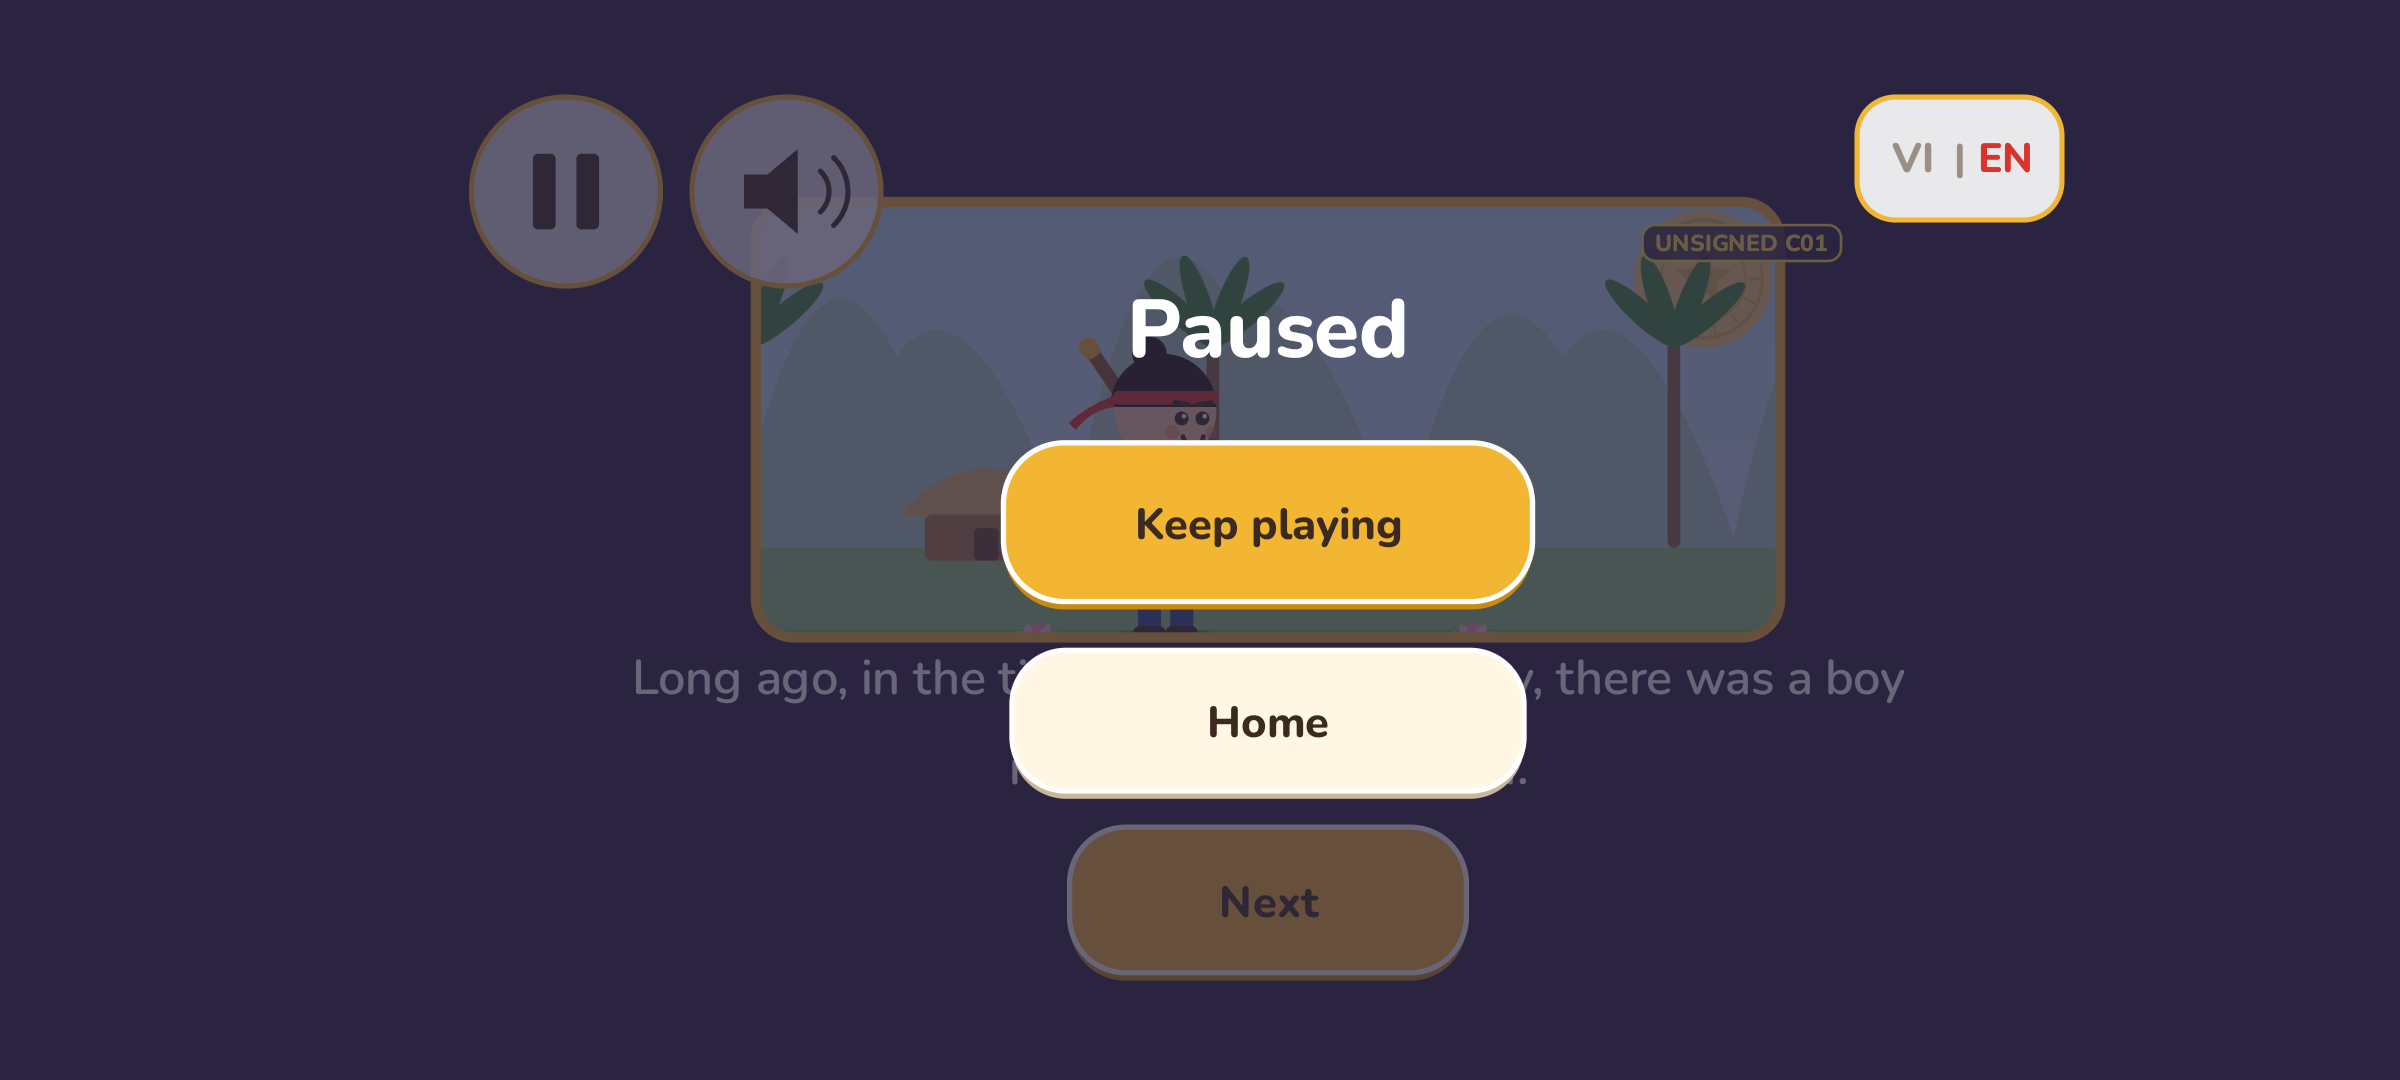 VI | EN
UNSIGNED C01
Paused
Keep playing
Long ago, in the
there was a boy
Home
Next